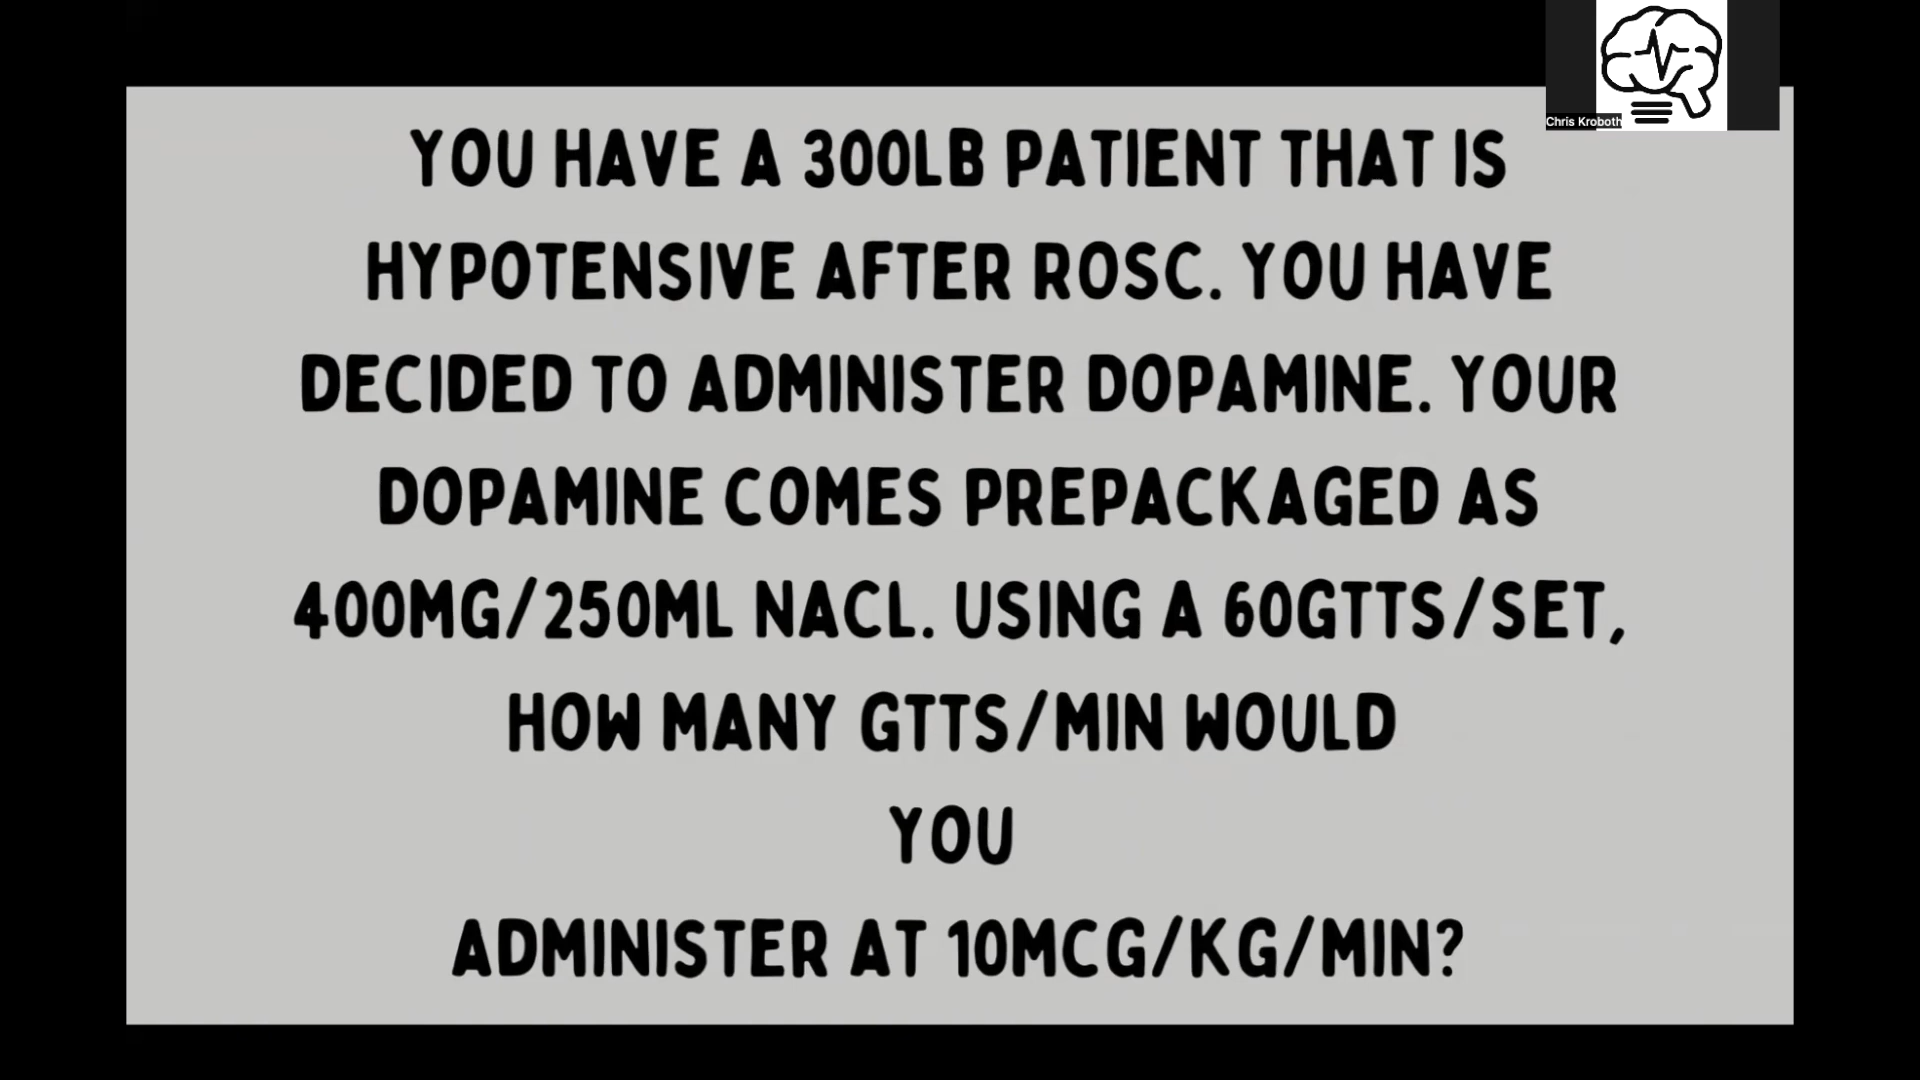 Chris Kroboth
YOU HAVE A 300LB PATIENT THAT IS
HYPOTENSIVE AFTER ROSC. YOU HAVE
DECIDED TO ADMINISTER DOPAMINE. YOUR
DOPAMINE COMES PREPACKAGED AS
400MG/250ML NACL. USING A 60GTTS/SET,
HOW MANY GTTS/MIN WOULD
YOU
ADMINISTER AT 10MCG/KG/MIN?